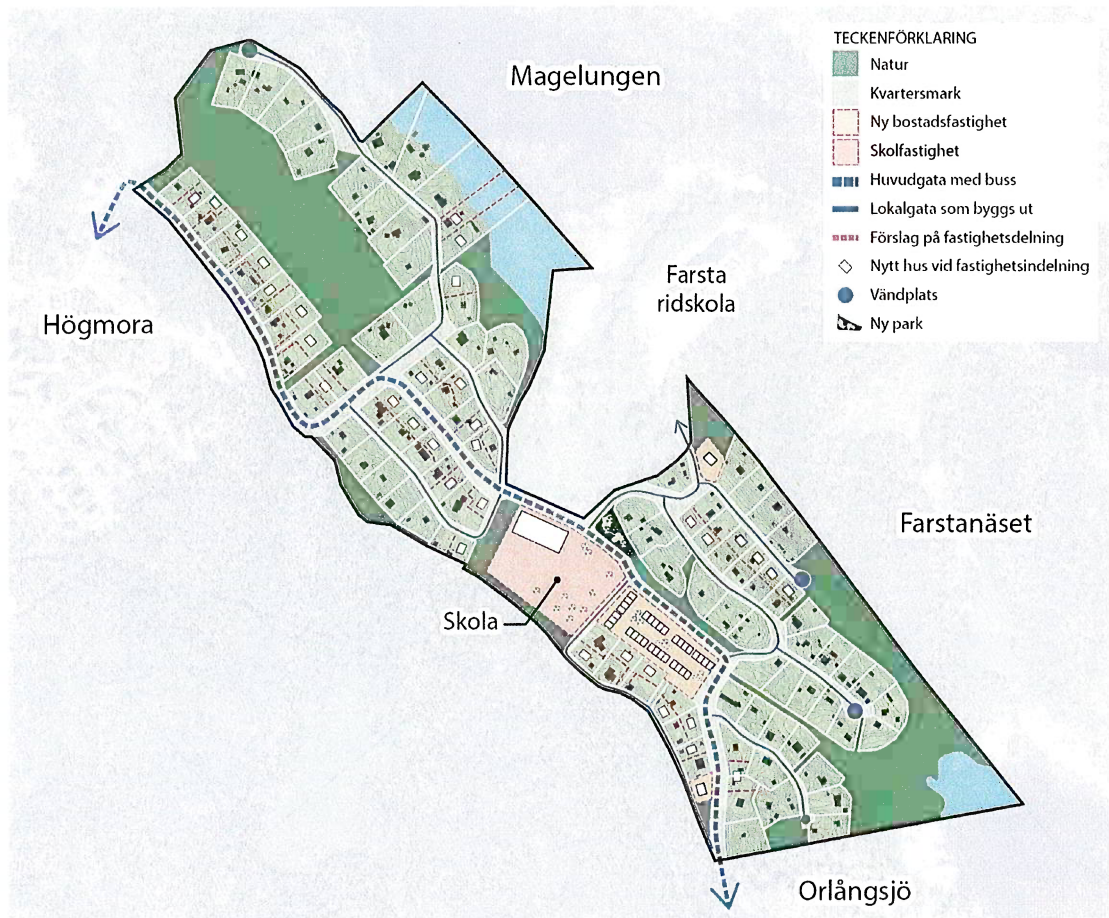 Magelungen
Högmora
Farsta
ridskola
Farstanäset
Skola
Orlångsjö
TECKENFÖRKLARING
Natur
Kvartersmark
Ny bostadsfastighet
Skolfastighet
Huvudgata med buss
Lokalgata som byggs ut
Förslag på fastighetsdelning
Nytt hus vid fastighetsindelning
Vändplats
Ny park